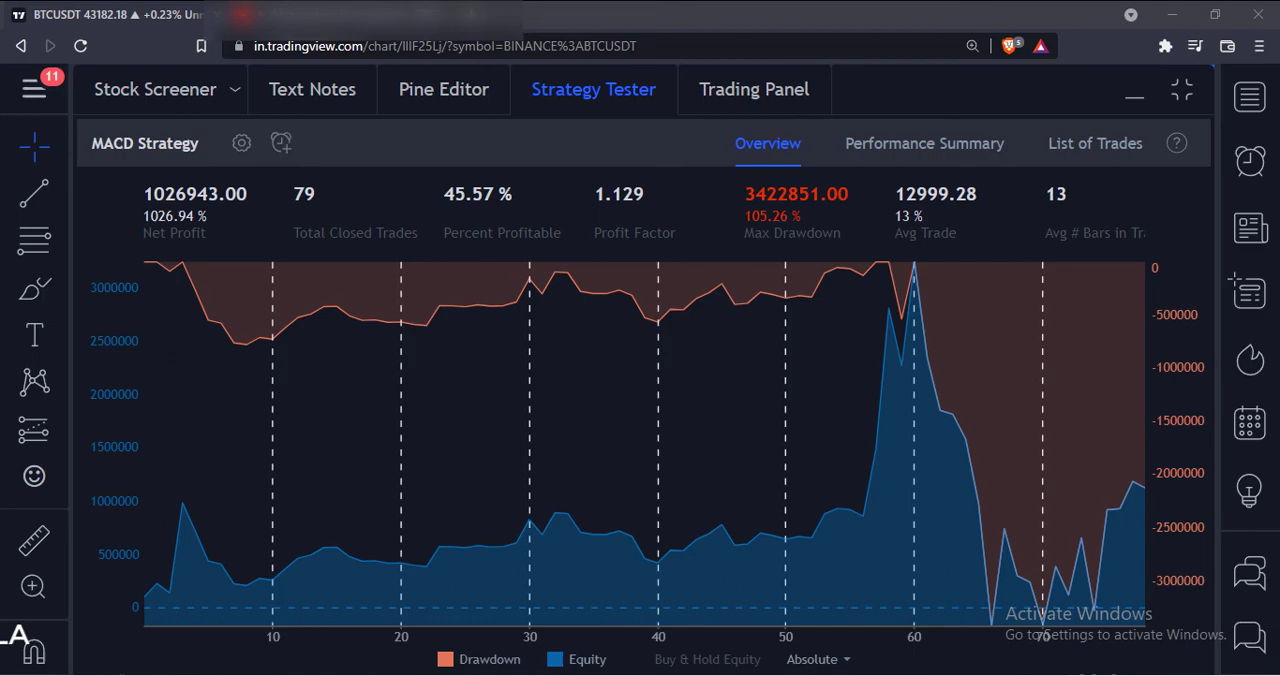 BTCUSDT 43182.18 ▲ +0.23% Unn
in.tradingview.com/chart/IIIF25Lj/?symbol=BINANCE%3ABTCUSDT
5
11
Stock Screener
Text Notes
Pine Editor
Strategy Tester
Trading Panel
MACD Strategy
Overview
Performance Summary
List of Trades
?
1026943.00 79 45.57 % 1.129 3422851.00 12999.28 13
1026.94 % 105.26 % 13 %
Net Profit Total Closed Trades Percent Profitable Profit Factor Max Drawdown Avg Trade Avg # Bars in Tra
3000000
2500000
2000000
1500000
1000000
500000
0
0
-500000
-1000000
-1500000
-2000000
-2500000
-3000000
10 20 30 40 50 60 70
Activate Windows
Go to Settings to activate Windows.
LA
Drawdown Equity Buy & Hold Equity Absolute